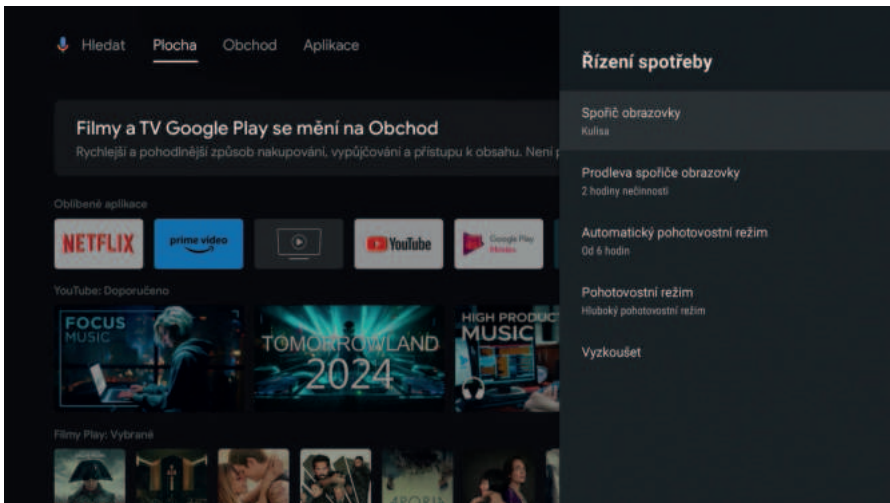 Hledat Plocha Obchod Aplikace
Filmy a TV Google Play se mění na Obchod
Rychlejší a pohodlnější způsob nakupování, vypůjčování a přístupu k obsahu. Není
Oblíbené aplikace
NETFLIX
prime video
YouTube
Google Play
Movies
YouTube: Doporučeno
FOCUS
MUSIC
TOMORROWLAND
2024
HIGH PRODUC
MUSIC
Filmy Play: Vybrané
Řízení spotřeby
Spořič obrazovky
Kulisa
Prodleva spořiče obrazovky
2 hodiny nečinnosti
Automatický pohotovostní režim
Od 6 hodin
Pohotovostní režim
Hluboký pohotovostní režim
Vyzkoušet